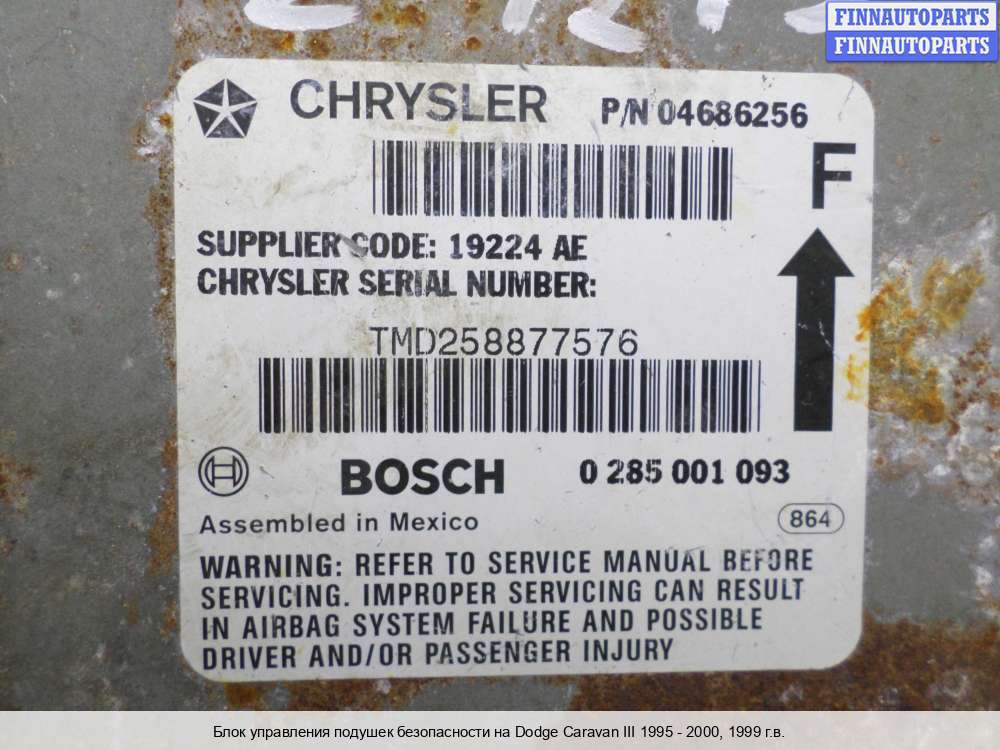 FINNAUTOPARTS
FINNAUTOPARTS
CHRYSLER P/N 04686256
F
SUPPLIER CODE: 19224 AE
CHRYSLER SERIAL NUMBER:
TMD258877576
BOSCH 0 285 001 093
Assembled in Mexico 864
WARNING: REFER TO SERVICE MANUAL BEFORE
SERVICING. IMPROPER SERVICING CAN RESULT
IN AIRBAG SYSTEM FAILURE AND POSSIBLE
DRIVER AND/OR PASSENGER INJURY
Блок управления подушек безопасности на Dodge Caravan III 1995 - 2000, 1999 г.в.